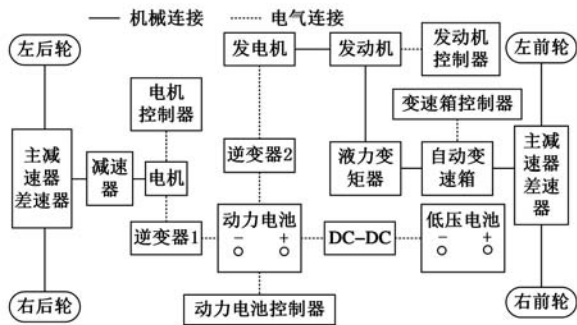 机械连接
电气连接
左后轮
发电机
发动机
发动机
控制器
左前轮
电机
控制器
变速箱控制器
主减
速器
差速器
减速
器
电机
逆变器2
液力变
矩器
自动变
速箱
主减
速器
差速
器
逆变器1
动力电池
− +
DC-DC
低压电池
− +
右后轮
动力电池控制器
右前轮